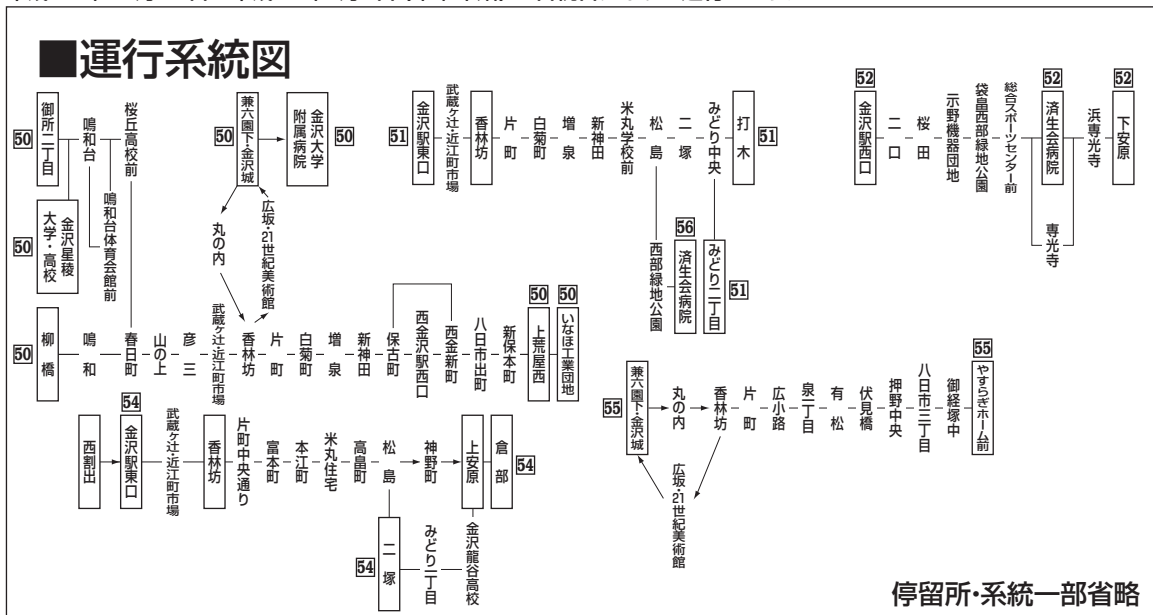 ■運行系統図
50
御所二丁目
鳴和台
桜丘高校前
50
金沢星稜
大学・高校
鳴和台体育会館前
50
兼六園下・金沢城
金沢大学
附属病院
50
丸の内
広坂・21世紀美術館
50
柳橋
鳴和
春日町
山の上
彦三
武蔵ヶ辻・近江町市場
香林坊
片町
白菊町
増泉
新神田
保古町
西金沢駅西口
西金新町
八日市出町
新保本町
50
上荒屋西
50
いなほ工業団地
51
金沢駅東口
武蔵ヶ辻・近江町市場
香林坊
片町
白菊町
増泉
新神田
米丸学校前
松島
二塚
みどり中央
打木
51
西部緑地公園
56
済生会病院
みどり二丁目
51
52
金沢駅西口
二口
桜田
示野機器団地
袋畠西部緑地公園
総合スポーツセンター前
52
済生会病院
浜専光寺
専光寺
52
下安原
西割出
54
金沢駅東口
武蔵ヶ辻・近江町市場
香林坊
片町中央通り
富本町
本江町
米丸住宅
高畠町
松島
神野町
上安原
倉部
54
54
二塚
みどり一丁目
金沢龍谷高校
55
兼六園下・金沢城
丸の内
香林坊
片町
広小路
泉一丁目
有松
伏見橋
押野中央
八日市三丁目
御経塚中
55
やすらぎホーム前
広坂・21世紀美術館
停留所・系統一部省略